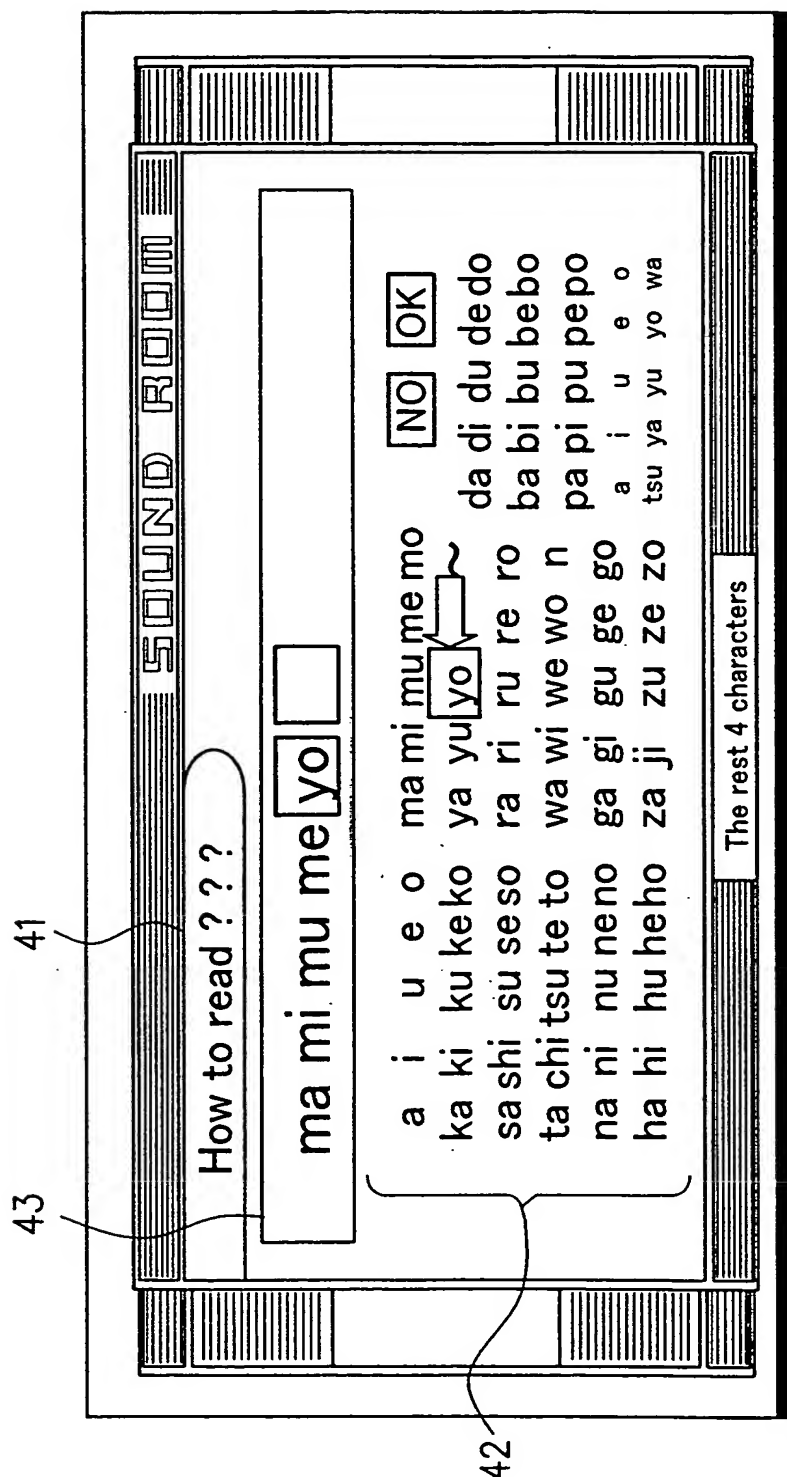 41
43
42
SOUND ROOM
How to read ? ? ?
ma mi mu me yo
NO OK
a i u e o ma mi mu me mo
ka ki ku ke ko ya yu yo ~ da di du de do
sa shi su se so ra ri ru re ro ba bi bu be bo
ta chi tsu te to wa wi we wo n pa pi pu pe po
na ni nu ne no ga gi gu ge go a i u e o
ha hi hu he ho za ji zu ze zo tsu ya yu yo wa
The rest 4 characters